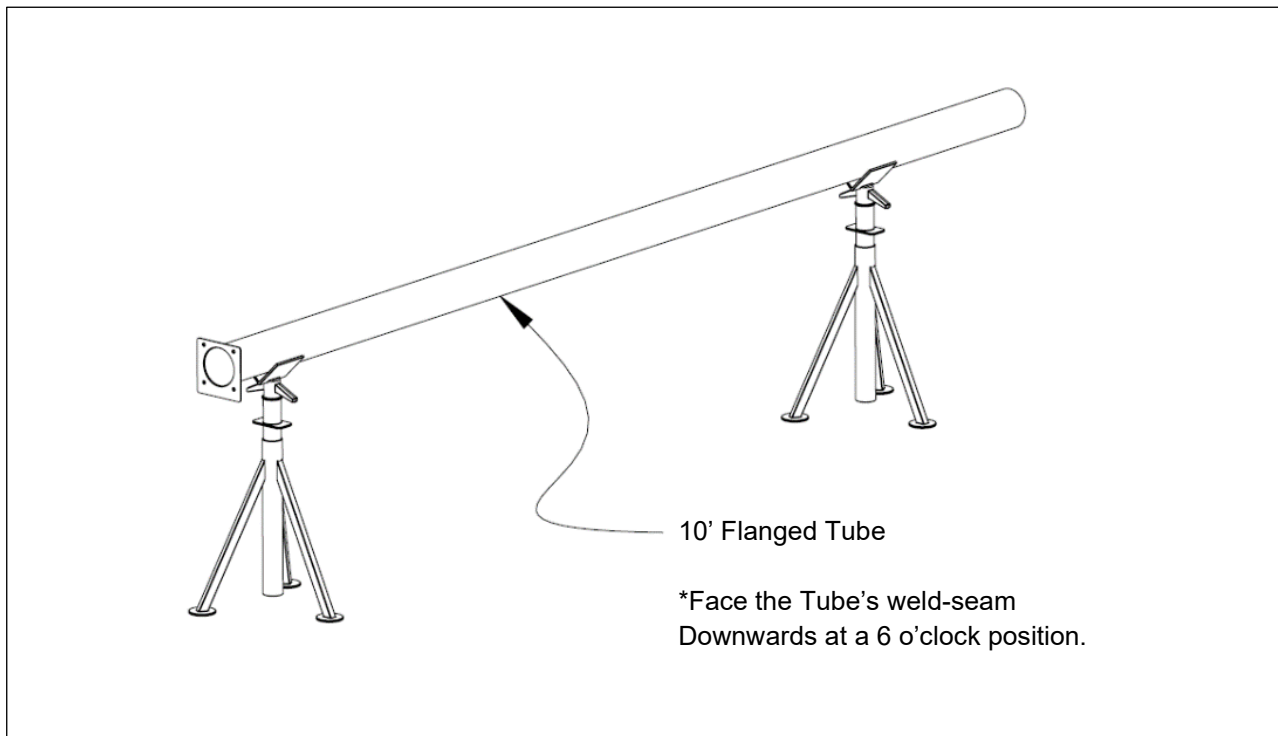 10’ Flanged Tube
*Face the Tube’s weld-seam
Downwards at a 6 o’clock position.